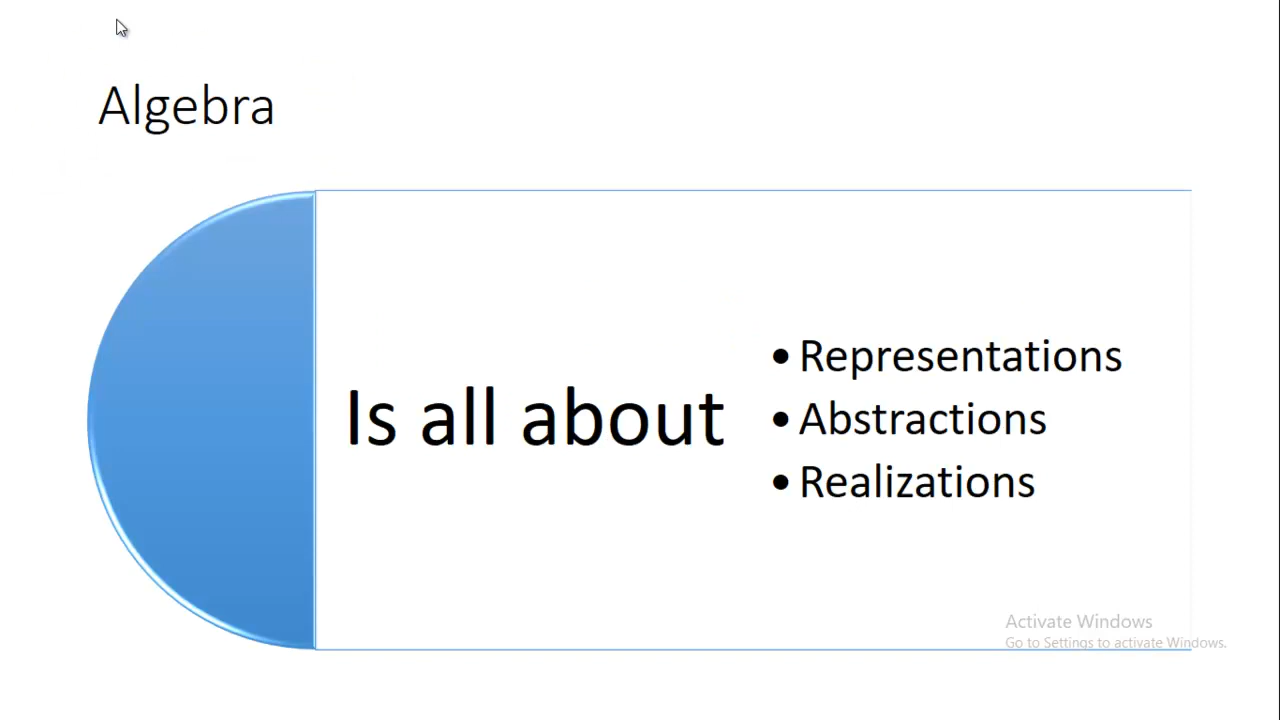 Algebra
Is all about
• Representations
• Abstractions
• Realizations
Activate Windows
Go to Settings to activate Windows.